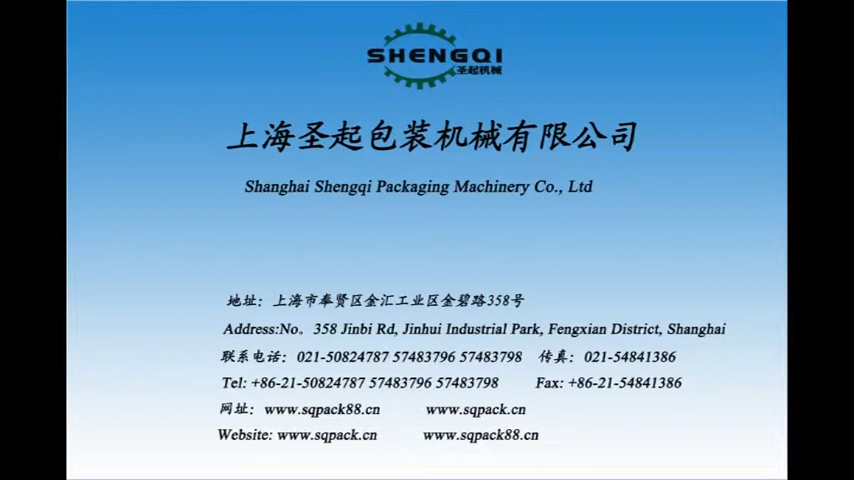 SHENGQI
圣起机械
上海圣起包装机械有限公司
Shanghai Shengqi Packaging Machinery Co., Ltd
地址：上海市奉贤区金汇工业区金碧路358号
Address:No。358 Jinbi Rd, Jinhui Industrial Park, Fengxian District, Shanghai
联系电话：021-50824787 57483796 57483798 传真：021-54841386
Tel: +86-21-50824787 57483796 57483798 Fax: +86-21-54841386
网址：www.sqpack88.cn www.sqpack.cn
Website: www.sqpack.cn www.sqpack88.cn